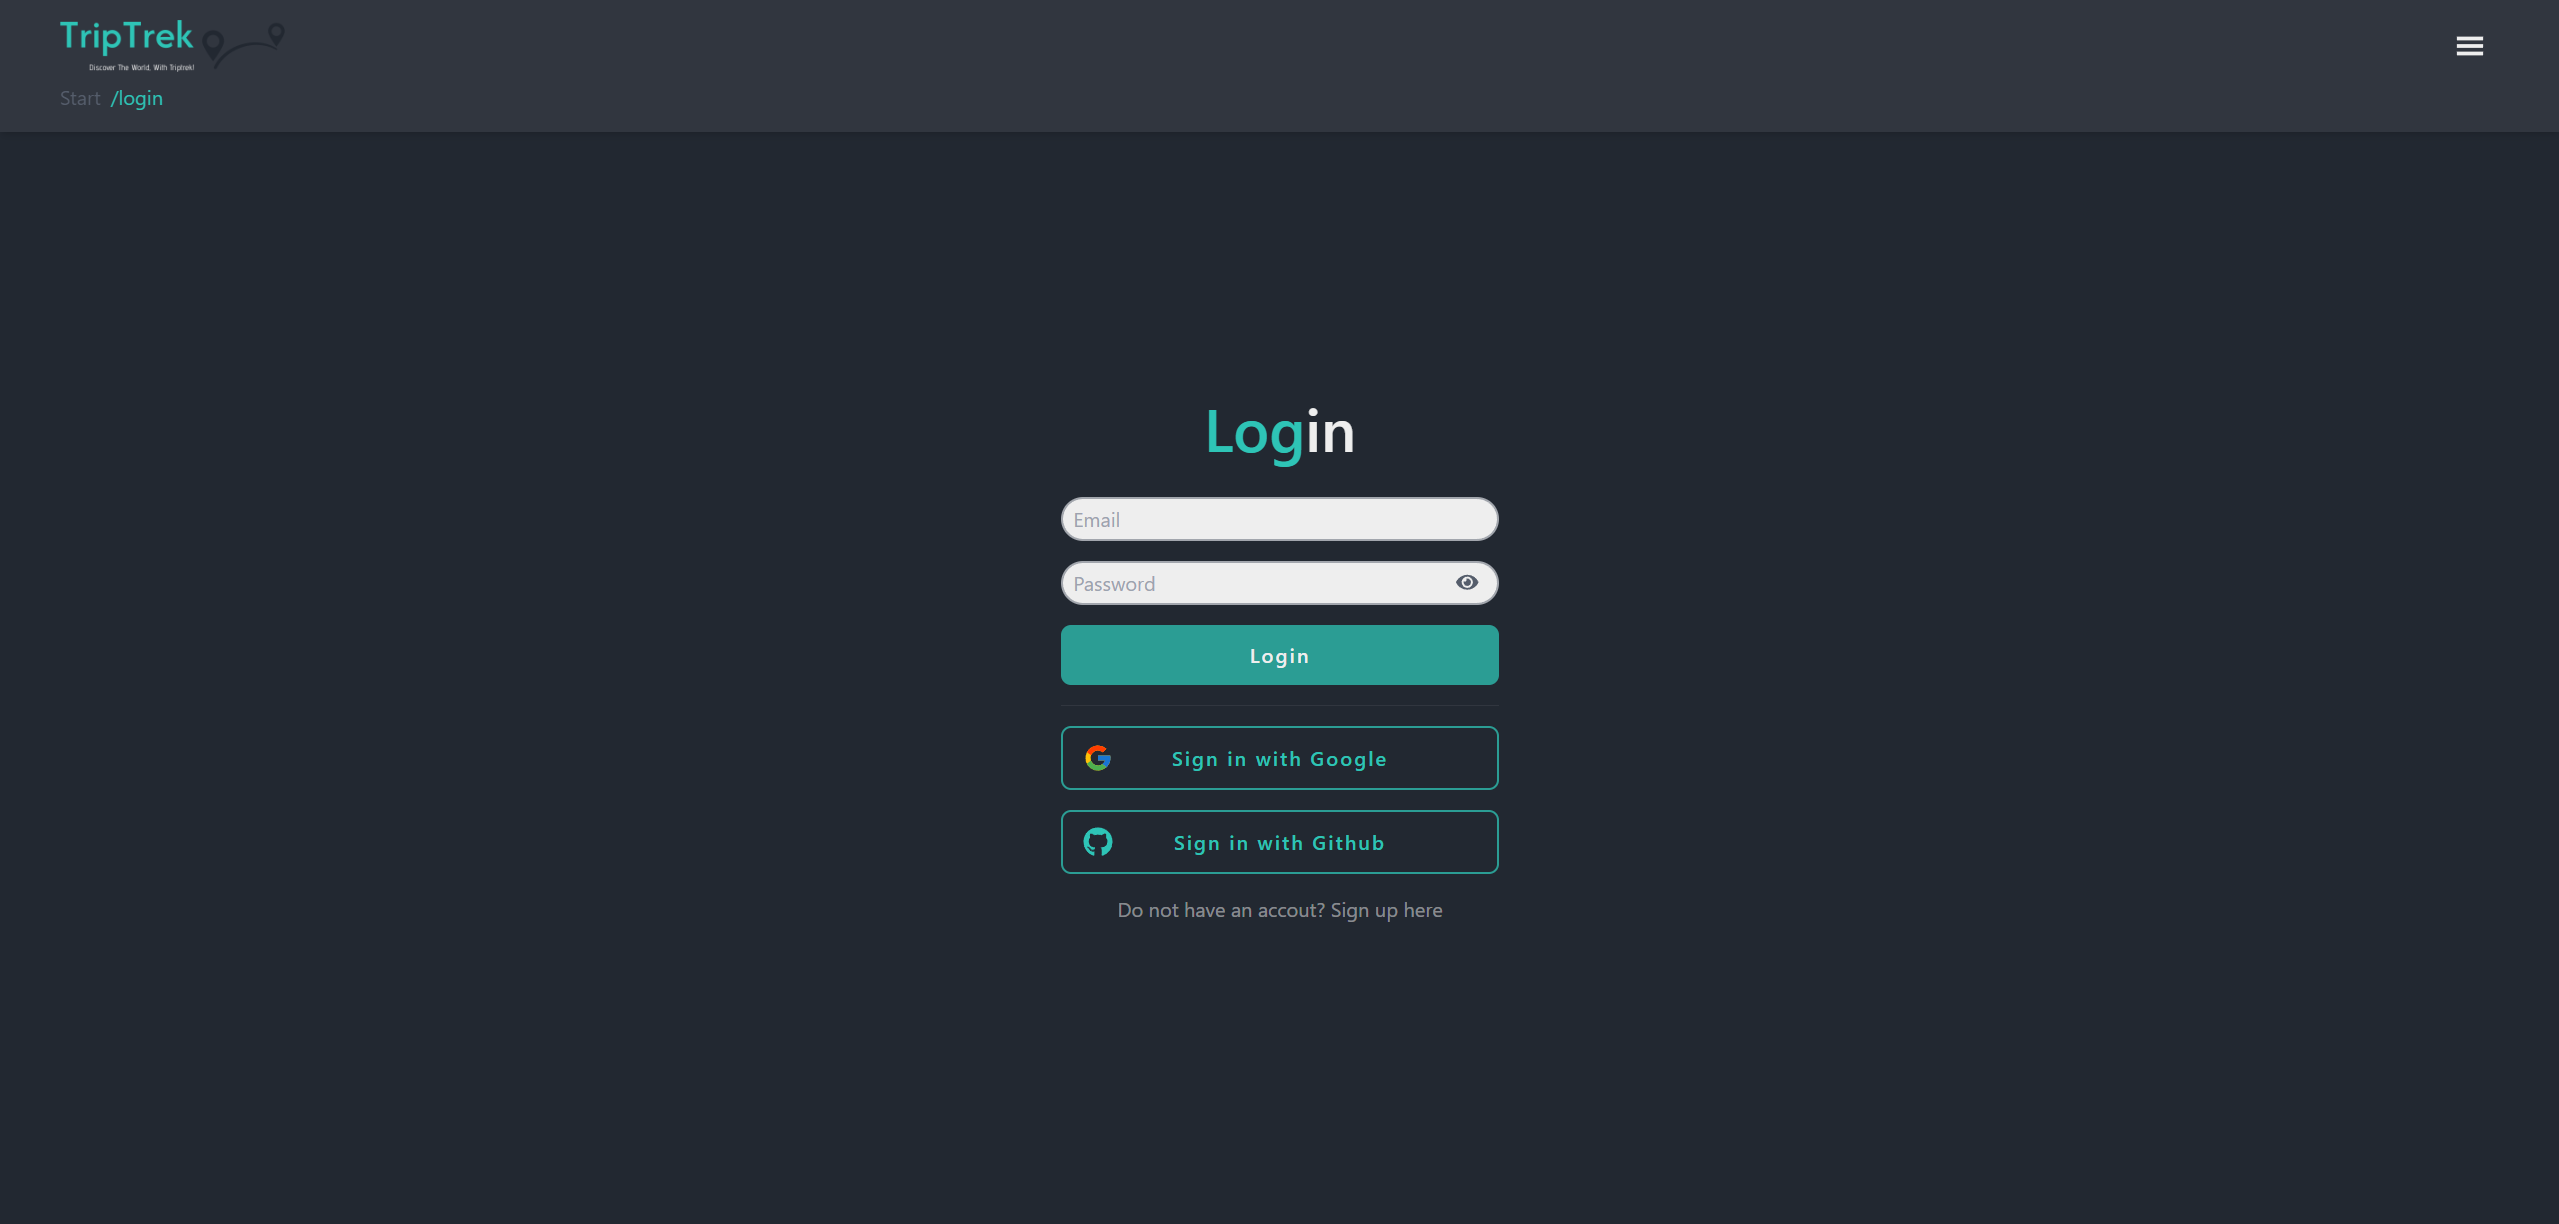 TripTrek
Discover The World, With Triptrek!
Start /login
Login
Email
Password
Login
Sign in with Google
Sign in with Github
Do not have an accout? Sign up here